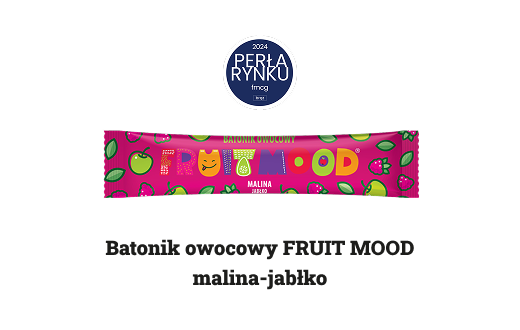 2024
PERŁA
RYNKU
fmcg
BATONIK OWOCOWY
FRUIT MOOD®
MALINA
JABŁKO
Batonik owocowy FRUIT MOOD
malina-jabłko